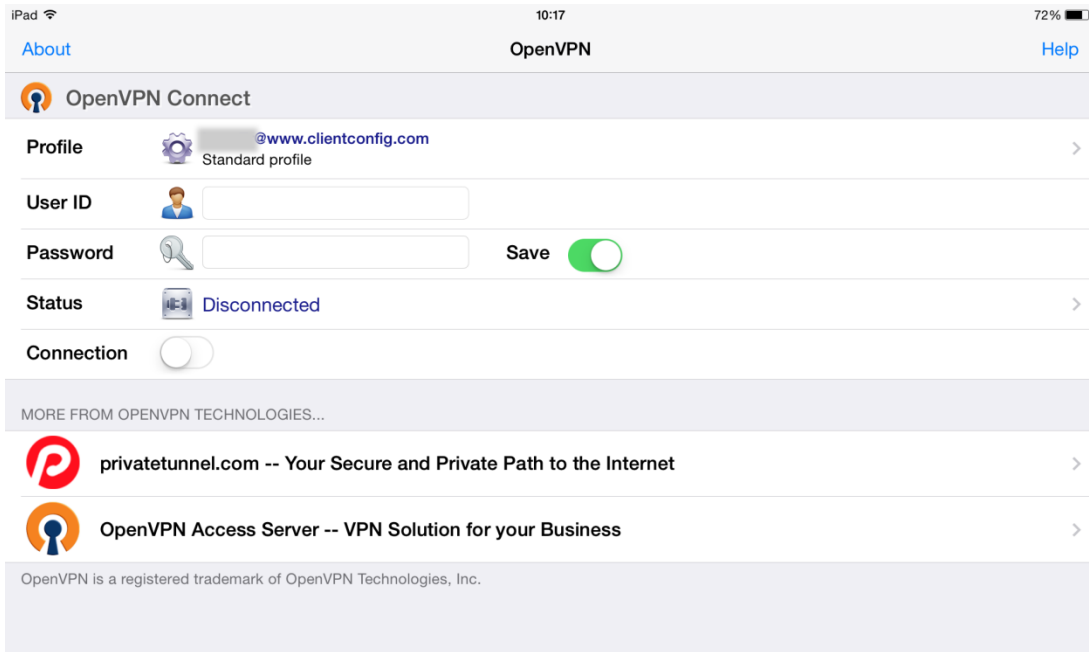 iPad 10:17 72%
About OpenVPN Help
OpenVPN Connect
Profile @www.clientconfig.com
Standard profile
User ID
Password Save
Status Disconnected
Connection
MORE FROM OPENVPN TECHNOLOGIES...
privatetunnel.com -- Your Secure and Private Path to the Internet
OpenVPN Access Server -- VPN Solution for your Business
OpenVPN is a registered trademark of OpenVPN Technologies, Inc.